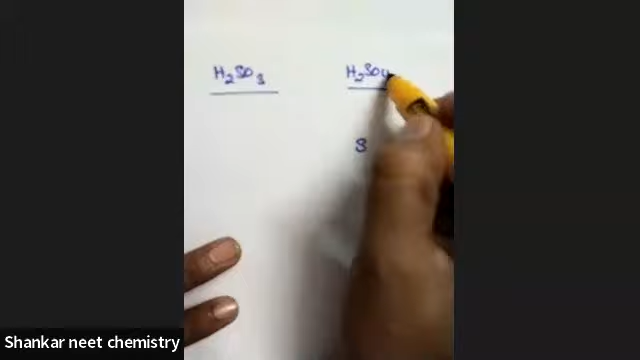 H₂SO₃ H₂SO₄
S
Shankar neet chemistry